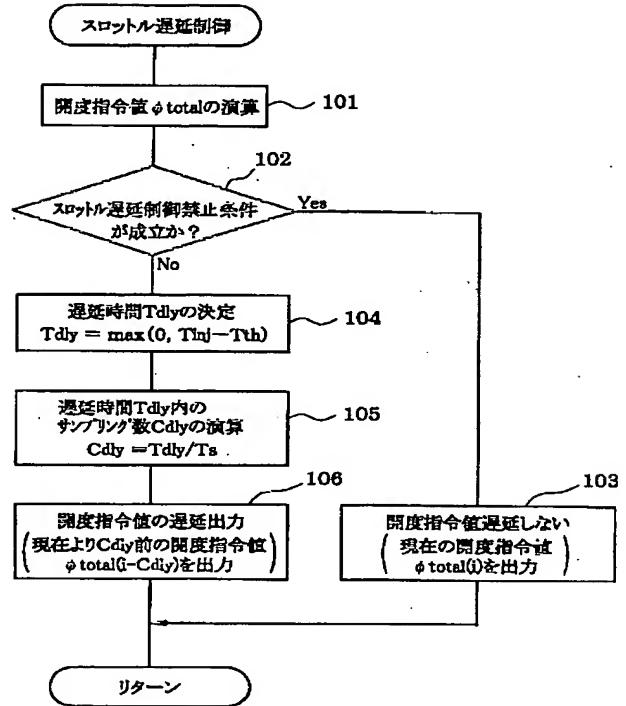 スロットル遅延制御
開度指令値φtotalの演算
101
102
スロットル遅延制御禁止条件
が成立か？
Yes
No
遅延時間Tdlyの決定
Tdly = max(0, Tinj−Tth)
104
遅延時間Tdly内の
サンプリング数Cdlyの演算
Cdly =Tdly/Ts
105
106
開度指令値の遅延出力
(現在よりCdly前の開度指令値
φtotal(i-Cdly)を出力)
103
開度指令値遅延しない
(現在の開度指令値
φtotal(i)を出力)
リターン